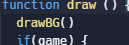 function draw () {
drawBG()
if(game) {